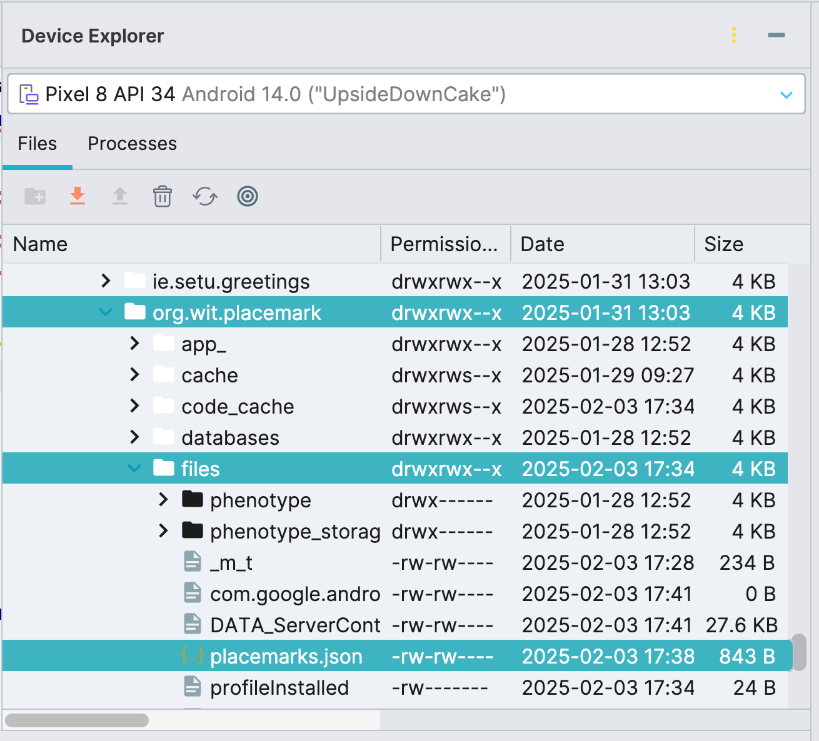 Device Explorer
Pixel 8 API 34 Android 14.0 ("UpsideDownCake")
Files Processes
Name Permissio... Date Size
ie.setu.greetings drwxrwx--x 2025-01-31 13:03 4 KB
org.wit.placemark drwxrwx--x 2025-01-31 13:03 4 KB
app_ drwxrwx--x 2025-01-28 12:52 4 KB
cache drwxrws--x 2025-01-29 09:27 4 KB
code_cache drwxrws--x 2025-02-03 17:34 4 KB
databases drwxrwx--x 2025-01-28 12:52 4 KB
files drwxrwx--x 2025-02-03 17:34 4 KB
phenotype drwx------ 2025-01-28 12:52 4 KB
phenotype_storag drwx------ 2025-01-28 12:52 4 KB
_m_t -rw-rw---- 2025-02-03 17:28 234 B
com.google.andro -rw-rw---- 2025-02-03 17:41 0 B
DATA_ServerCont -rw-rw---- 2025-02-03 17:41 27.6 KB
placemarks.json -rw-rw---- 2025-02-03 17:38 843 B
profileInstalled -rw------- 2025-02-03 17:34 24 B